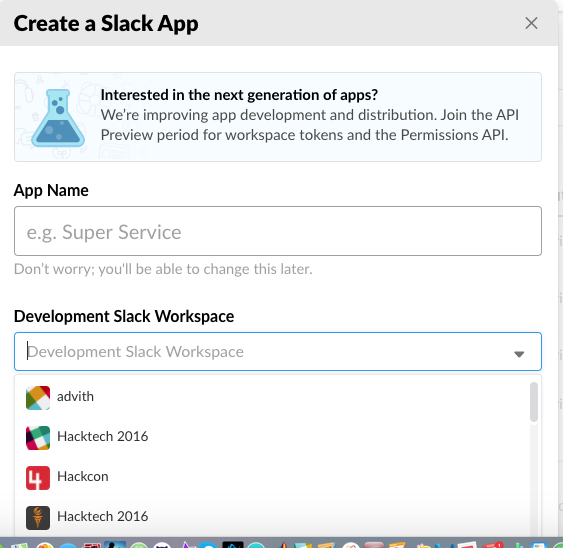 Create a Slack App
Interested in the next generation of apps?
We're improving app development and distribution. Join the API
Preview period for workspace tokens and the Permissions API.
App Name
e.g. Super Service
Don't worry; you'll be able to change this later.
Development Slack Workspace
Development Slack Workspace
advith
Hacktech 2016
4
Hackcon
Hacktech 2016